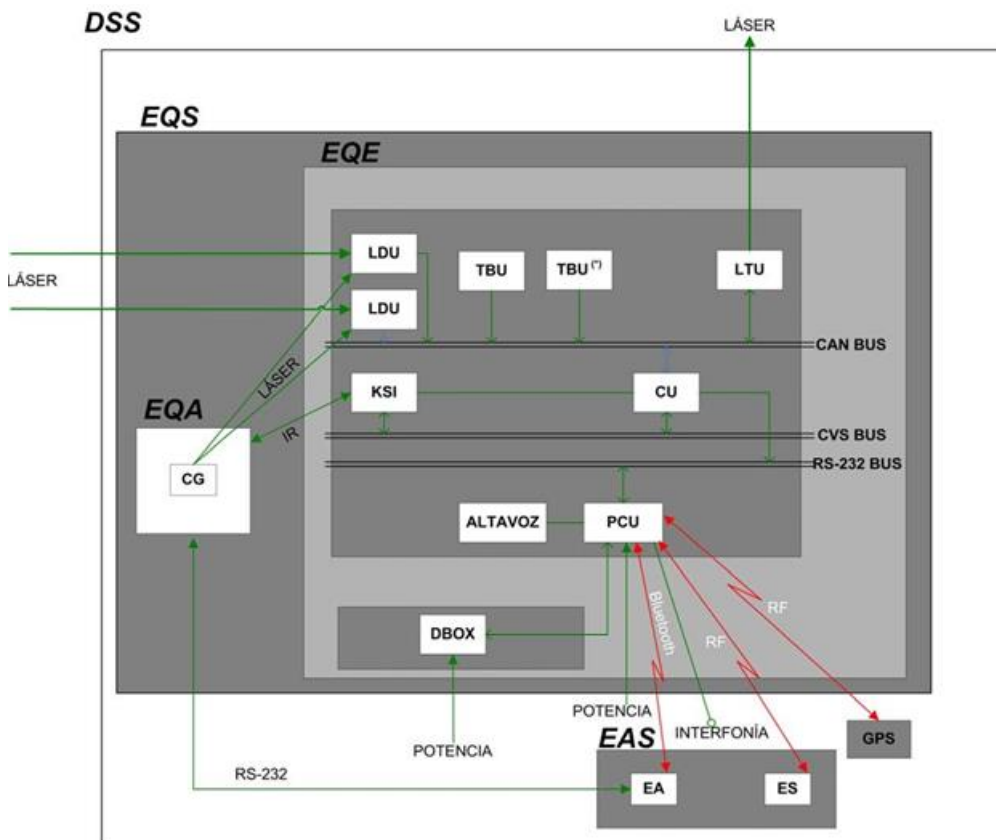 DSS
LÁSER
EQS
EQE
LDU
TBU
TBU (*)
LTU
LÁSER
LDU
CAN BUS
LÁSER
KSI
CU
EQA
IR
CVS BUS
RS-232 BUS
CG
ALTAVOZ
PCU
Bluetooth
RF
RF
DBOX
POTENCIA
INTERFONÍA
POTENCIA
EAS
GPS
RS-232
EA
ES